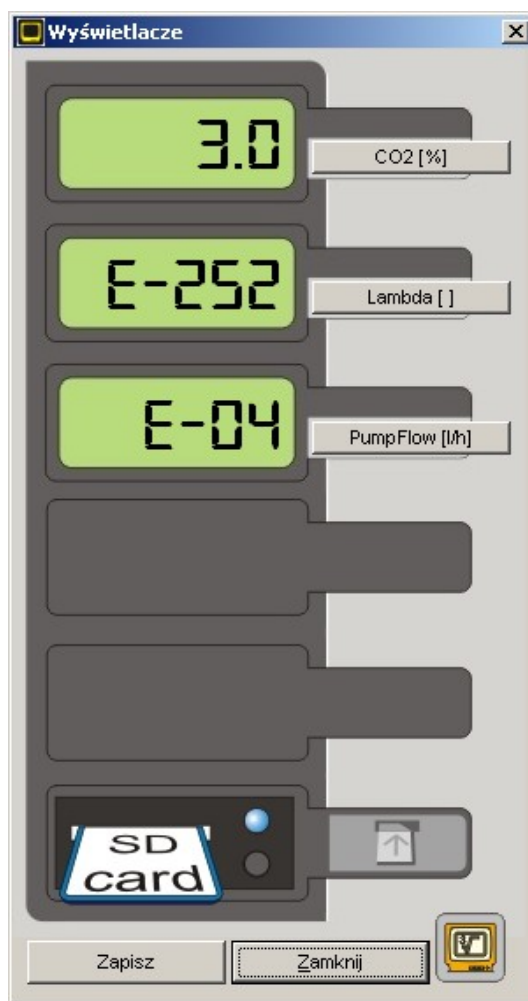 Wyświetlacze
3.0
CO2 [%]
E-252
Lambda [ ]
E-04
PumpFlow [l/h]
SD
card
Zapisz
Zamknij